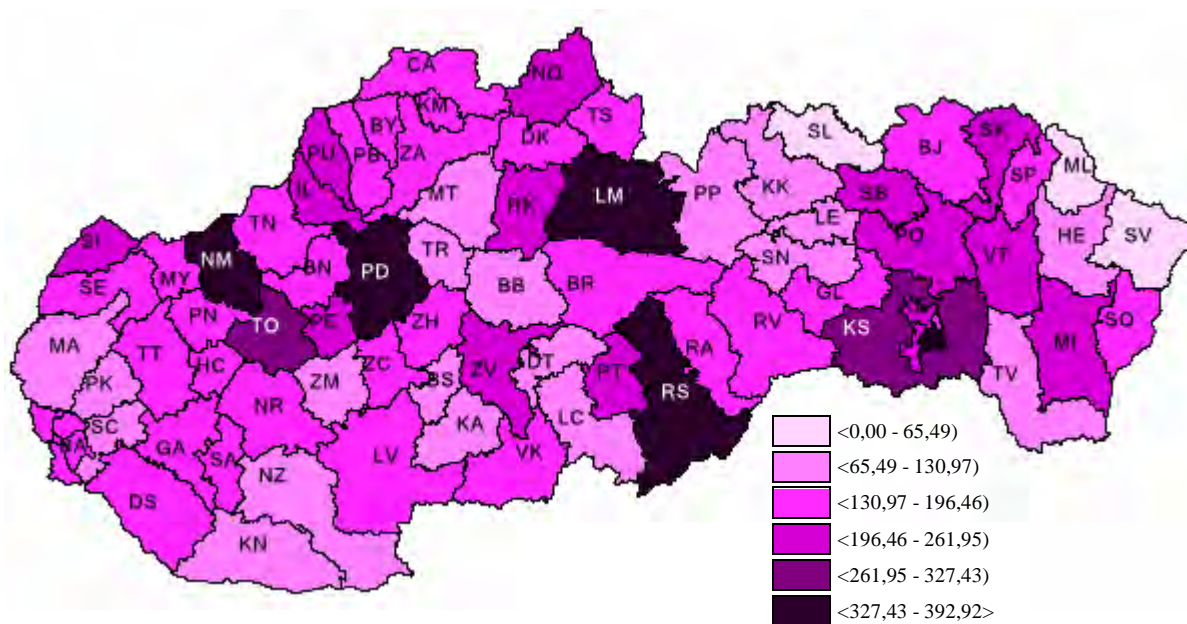 CA
NO
KM
TS
BY
DK
SL
SK
PU
PB
ZA
BJ
ML
SP
IL
MT
RK
LM
PP
KK
SB
LE
HE
SV
TN
PO
SI
NM
BN
PD
TR
SN
VT
MY
BB
BR
SE
GL
PN
TO
PE
ZH
RV
KS
SO
MA
TT
HC
ZM
ZC
BS
ZV
DT
PT
RA
MI
PK
TV
NR
RS
SC
KA
LC
BA
GA
SA
NZ
LV
VK
DS
KN
<0,00 - 65,49)
<65,49 - 130,97)
<130,97 - 196,46)
<196,46 - 261,95)
<261,95 - 327,43)
<327,43 - 392,92>